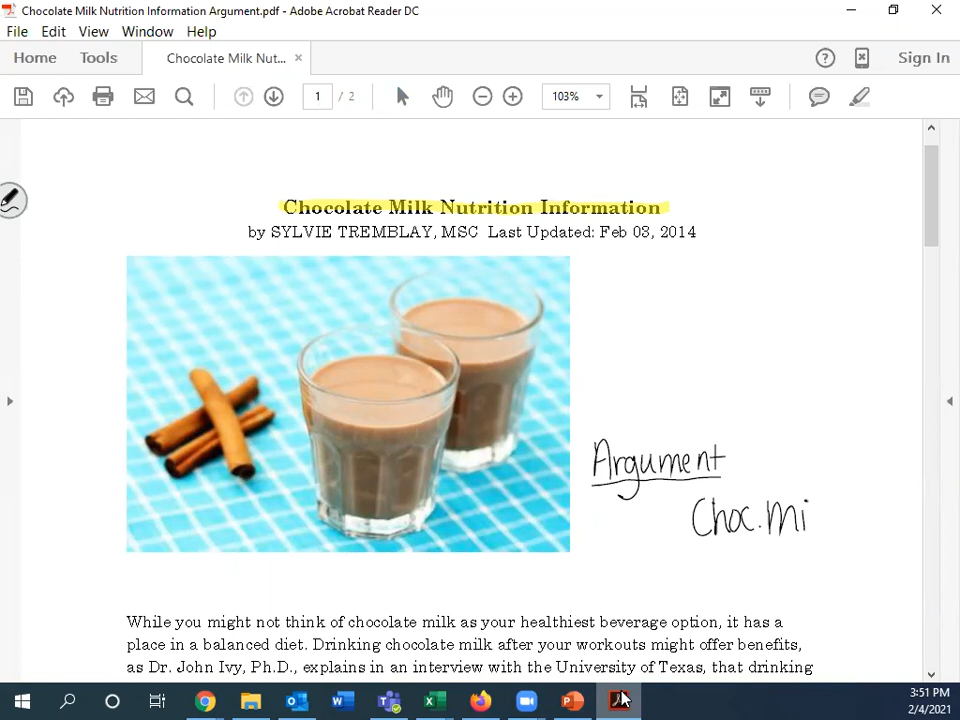 Chocolate Milk Nutrition Information Argument.pdf - Adobe Acrobat Reader DC
File Edit View Window Help
Home Tools Chocolate Milk Nut... × Sign In
1 / 2 103%
Chocolate Milk Nutrition Information
by SYLVIE TREMBLAY, MSC Last Updated: Feb 03, 2014
Argument
Choc. Mi
While you might not think of chocolate milk as your healthiest beverage option, it has a
place in a balanced diet. Drinking chocolate milk after your workouts might offer benefits,
as Dr. John Ivy, Ph.D., explains in an interview with the University of Texas, that drinking
3:51 PM
2/4/2021